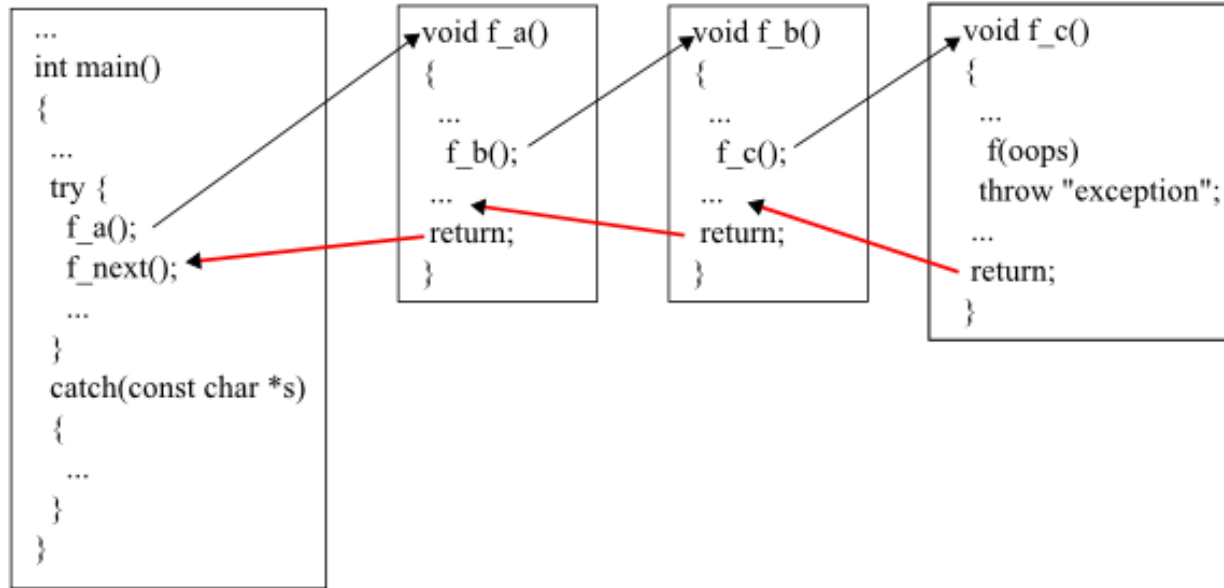 ...
int main()
{
...
try {
f_a();
f_next();
...
}
catch(const char *s)
{
...
}
}
void f_a()
{
...
f_b();
...
return;
}
void f_b()
{
...
f_c();
...
return;
}
void f_c()
{
...
f(oops)
throw "exception";
...
return;
}